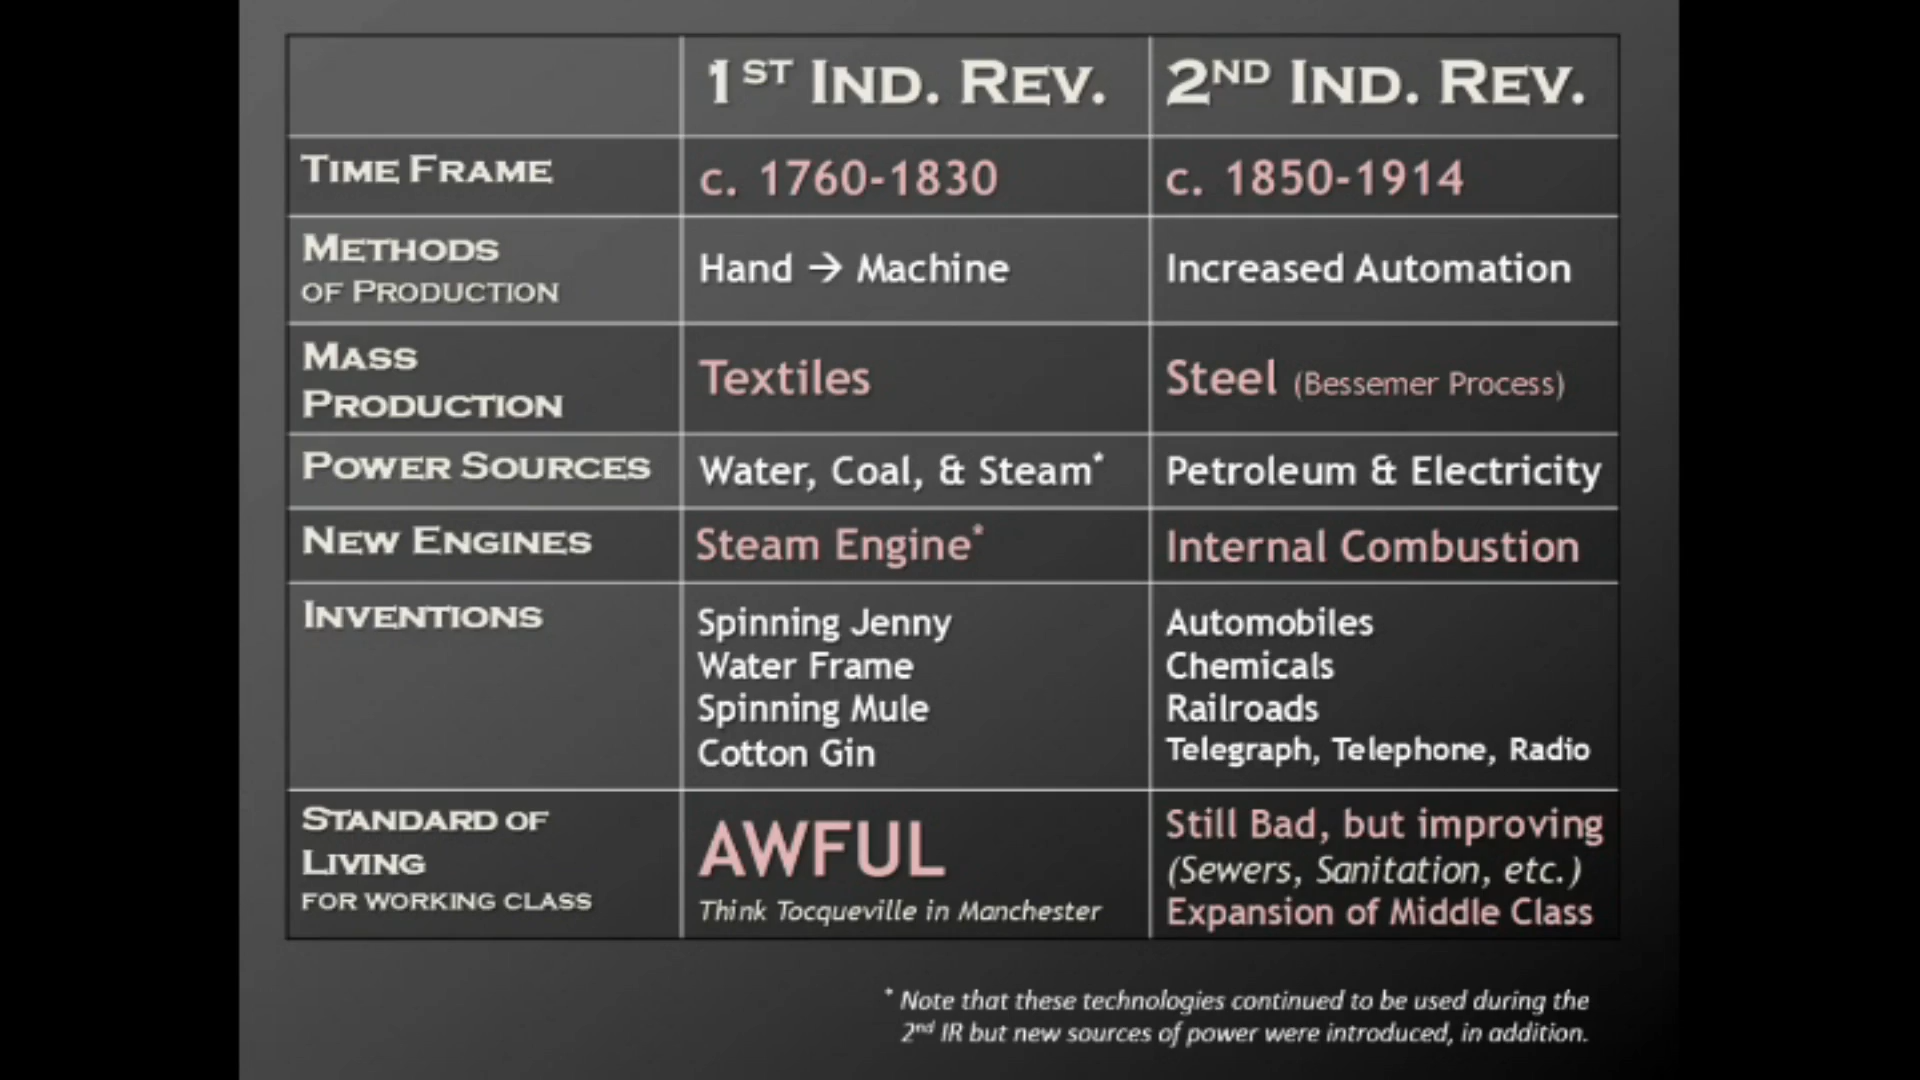 1ST IND. REV. 2ND IND. REV.
TIME FRAME c. 1760-1830 c. 1850-1914
METHODS
OF PRODUCTION Hand → Machine Increased Automation
MASS
PRODUCTION Textiles Steel (Bessemer Process)
POWER SOURCES Water, Coal, & Steam* Petroleum & Electricity
NEW ENGINES Steam Engine* Internal Combustion
INVENTIONS Spinning Jenny Automobiles
Water Frame Chemicals
Spinning Mule Railroads
Cotton Gin Telegraph, Telephone, Radio
STANDARD OF
LIVING
FOR WORKING CLASS
AWFUL
Think Tocqueville in Manchester
Still Bad, but improving
(Sewers, Sanitation, etc.)
Expansion of Middle Class
* Note that these technologies continued to be used during the
2nd IR but new sources of power were introduced, in addition.